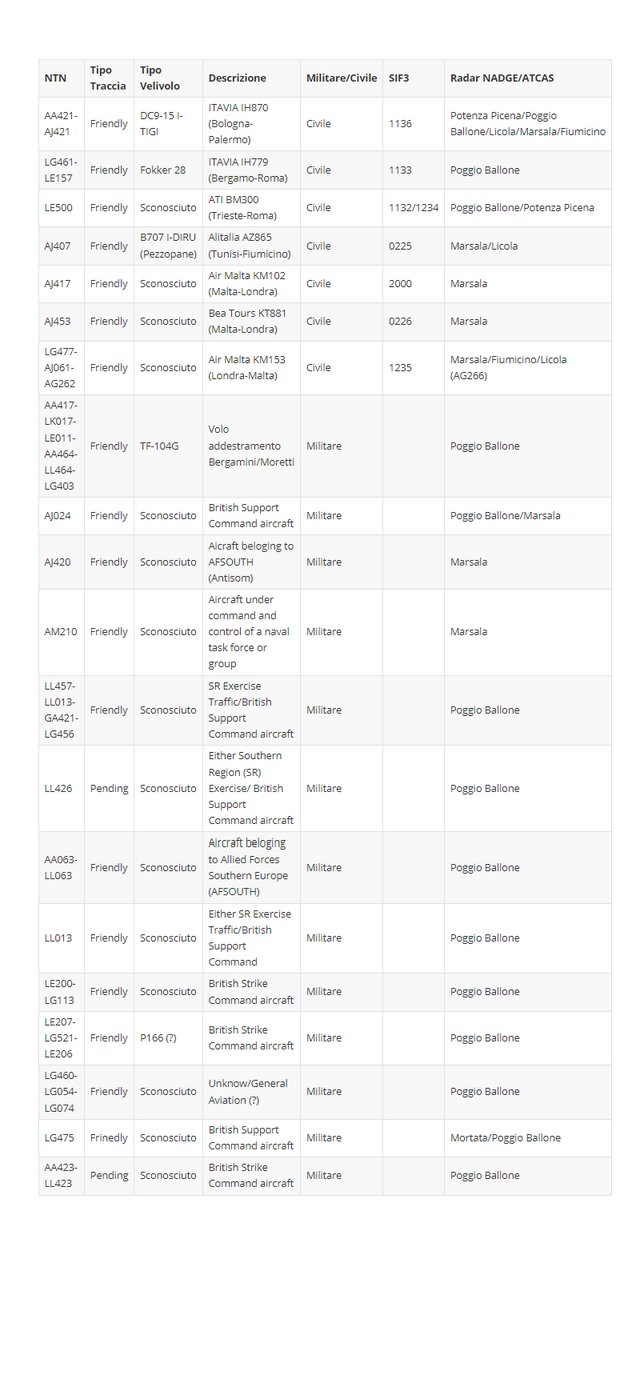 NTN Tipo Traccia Tipo Velivolo Descrizione Militare/Civile SIF3 Radar NADGE/ATCAS
AA421-AJ421 Friendly DC9-15 I-TIGI ITAVIA IH870 (Bologna-Palermo) Civile 1136 Potenza Picena/Poggio Ballone/Licola/Marsala/Fiumicino
LG461-LE157 Friendly Fokker 28 ITAVIA IH779 (Bergamo-Roma) Civile 1133 Poggio Ballone
LE500 Friendly Sconosciuto ATI BM300 (Trieste-Roma) Civile 1132/1234 Poggio Ballone/Potenza Picena
AJ407 Friendly B707 I-DIRU (Pezzopane) Alitalia AZ865 (Tunisi-Fiumicino) Civile 0225 Marsala/Licola
AJ417 Friendly Sconosciuto Air Malta KM102 (Malta-Londra) Civile 2000 Marsala
AJ453 Friendly Sconosciuto Bea Tours KT881 (Malta-Londra) Civile 0226 Marsala
LG477-AJ061-AG262 Friendly Sconosciuto Air Malta KM153 (Londra-Malta) Civile 1235 Marsala/Fiumicino/Licola (AG266)
AA417-LK017-LE011-AA464-LL464-LG403 Friendly TF-104G Volo addestramento Bergamini/Moretti Militare Poggio Ballone
AJ024 Friendly Sconosciuto British Support Command aircraft Militare Poggio Ballone/Marsala
AJ420 Friendly Sconosciuto Aicraft beloging to AFSOUTH (Antisom) Militare Marsala
AM210 Friendly Sconosciuto Aircraft under command and control of a naval task force or group Militare Marsala
LL457-LL013-GA421-LG456 Friendly Sconosciuto SR Exercise Traffic/British Support Command aircraft Militare Poggio Ballone
LL426 Pending Sconosciuto Either Southern Region (SR) Exercise/ British Support Command aircraft Militare Poggio Ballone
AA063-LL063 Friendly Sconosciuto Aircraft beloging to Allied Forces Southern Europe (AFSOUTH) Militare Poggio Ballone
LL013 Friendly Sconosciuto Either SR Exercise Traffic/British Support Command Militare Poggio Ballone
LE200-LG113 Friendly Sconosciuto British Strike Command aircraft Militare Poggio Ballone
LE207-LG521-LE206 Friendly P166 (?) British Strike Command aircraft Militare Poggio Ballone
LG460-LG054-LG074 Friendly Sconosciuto Unknow/General Aviation (?) Militare Poggio Ballone
LG475 Frinedly Sconosciuto British Support Command aircraft Militare Mortata/Poggio Ballone
AA423-LL423 Pending Sconosciuto British Strike Command aircraft Militare Poggio Ballone